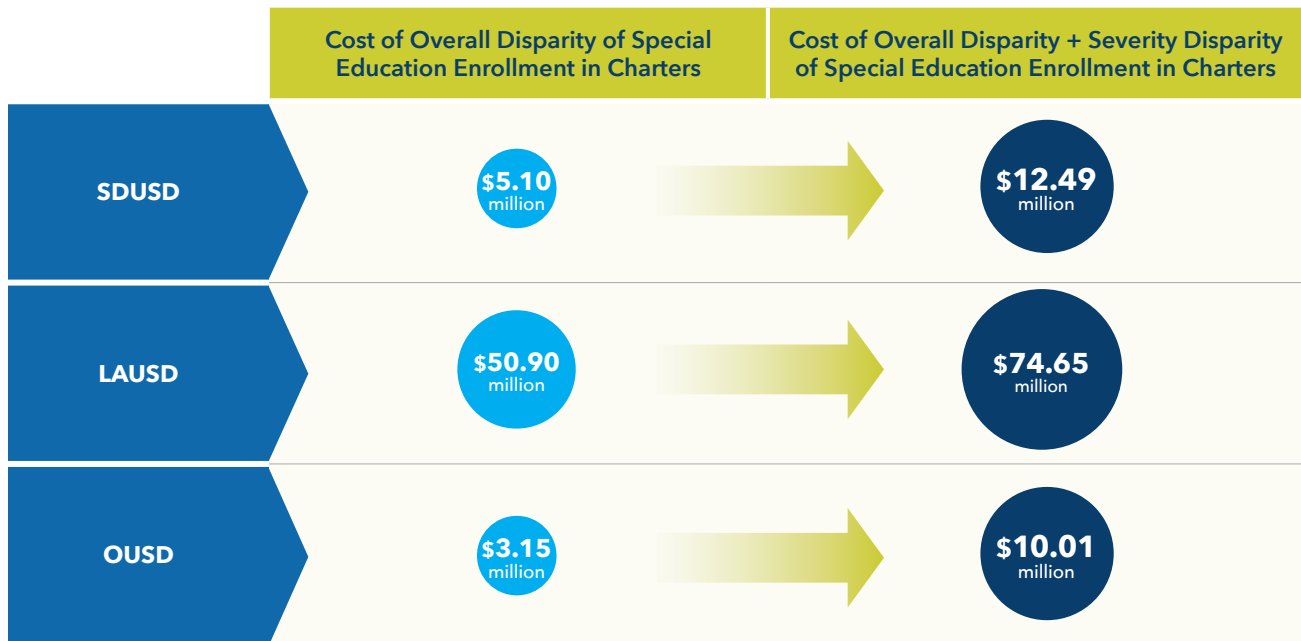 Cost of Overall Disparity of Special
Education Enrollment in Charters
Cost of Overall Disparity + Severity Disparity
of Special Education Enrollment in Charters
SDUSD
$5.10
million
$12.49
million
LAUSD
$50.90
million
$74.65
million
OUSD
$3.15
million
$10.01
million